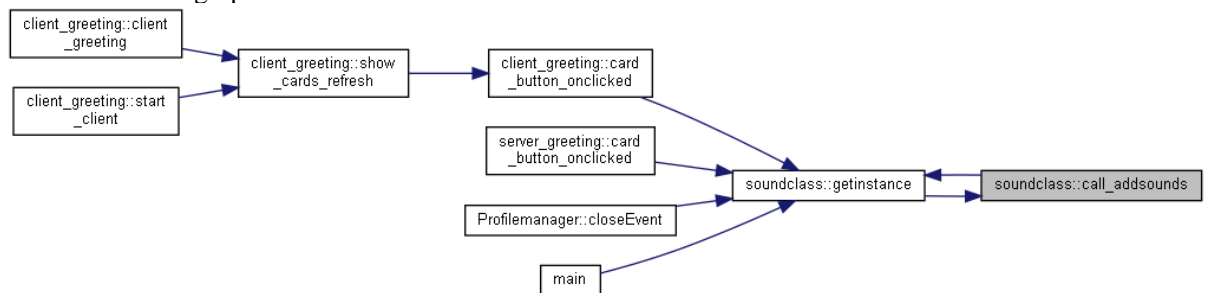 client_greeting::client
_greeting
client_greeting::show
_cards_refresh
client_greeting::card
_button_onclicked
client_greeting::start
_client
server_greeting::card
_button_onclicked
soundclass::getinstance
soundclass::call_addsounds
Profilemanager::closeEvent
main